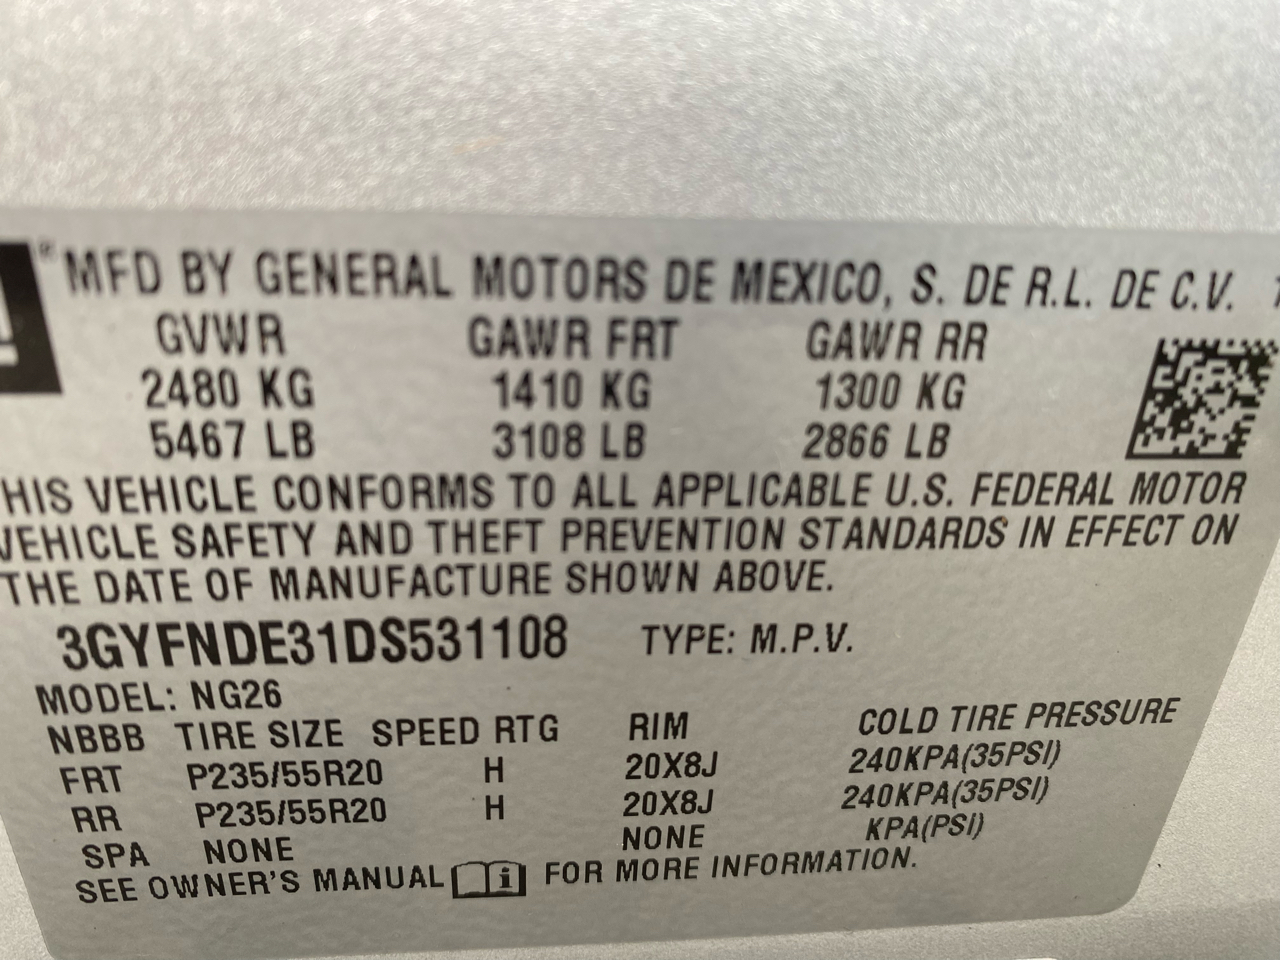 ® MFD BY GENERAL MOTORS DE MEXICO, S. DE R.L. DE C.V.
GVWR GAWR FRT GAWR RR
2480 KG 1410 KG 1300 KG
5467 LB 3108 LB 2866 LB
HIS VEHICLE CONFORMS TO ALL APPLICABLE U.S. FEDERAL MOTOR
VEHICLE SAFETY AND THEFT PREVENTION STANDARDS IN EFFECT ON
THE DATE OF MANUFACTURE SHOWN ABOVE.
3GYFNDE31DS531108 TYPE: M.P.V.
MODEL: NG26
NBBB TIRE SIZE SPEED RTG RIM COLD TIRE PRESSURE
FRT P235/55R20 H 20X8J 240KPA(35PSI)
RR P235/55R20 H 20X8J 240KPA(35PSI)
SPA NONE NONE KPA(PSI)
SEE OWNER'S MANUAL i FOR MORE INFORMATION.